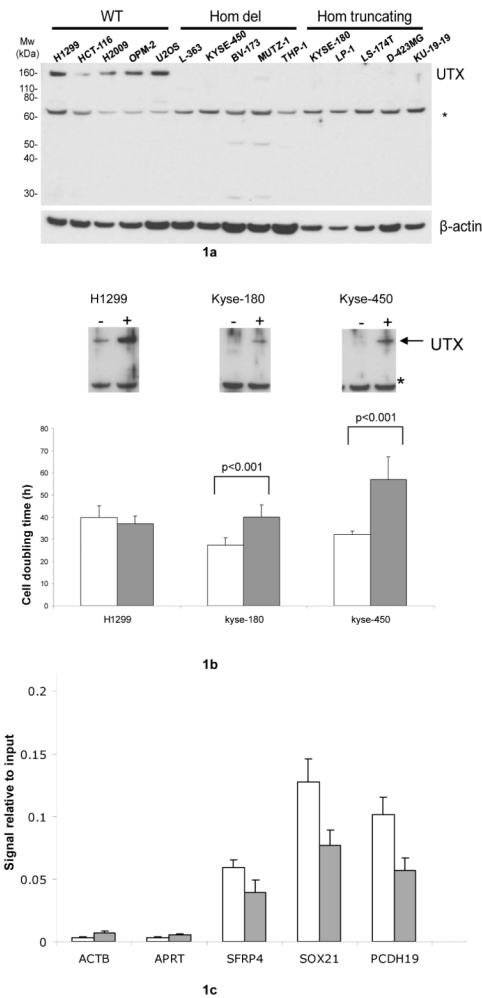 WT Hom del Hom truncating
Mw
(kDa)
H1299 HCT-116 H2009 OPM-2 U2OS L-363 KYSE-450 BV-173 MUTZ-1 THP-1 KYSE-180 LP-1 LS-174T D-423MG KU-19-19
160- UTX
110-
80-
60- *
50-
40-
30-
β-actin
1a
H1299 Kyse-180 Kyse-450
- + - + - +
UTX
*
p<0.001
p<0.001
Cell doubling time (h)
80
70
60
50
40
30
20
10
0
H1299 kyse-180 kyse-450
1b
Signal relative to input
0.2
0.15
0.1
0.05
0
ACTB APRT SFRP4 SOX21 PCDH19
1c